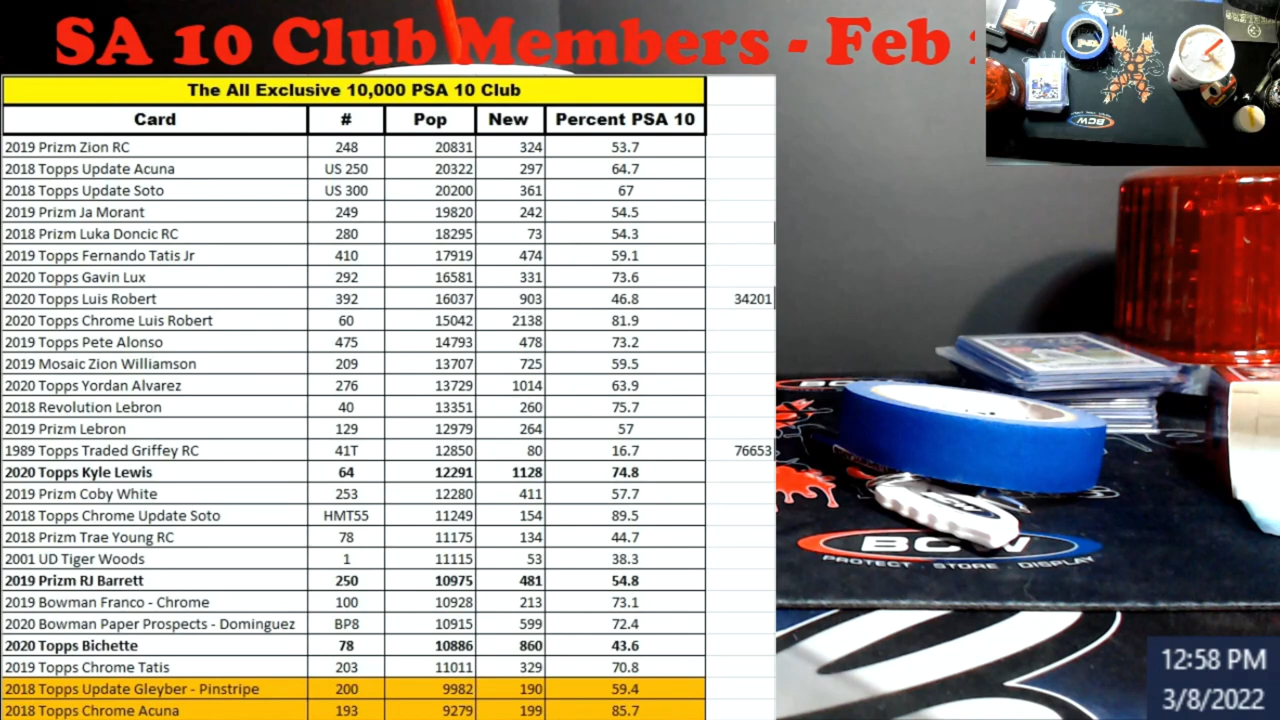 SA 10 Club Members - Feb
The All Exclusive 10,000 PSA 10 Club
Card # Pop New Percent PSA 10
2019 Prizm Zion RC 248 20831 324 53.7
2018 Topps Update Acuna US 250 20322 297 64.7
2018 Topps Update Soto US 300 20200 361 67
2019 Prizm Ja Morant 249 19820 242 54.5
2018 Prizm Luka Doncic RC 280 18295 73 54.3
2019 Topps Fernando Tatis Jr 410 17919 474 59.1
2020 Topps Gavin Lux 292 16581 331 73.6
2020 Topps Luis Robert 392 16037 903 46.8 34201
2020 Topps Chrome Luis Robert 60 15042 2138 81.9
2019 Topps Pete Alonso 475 14793 478 73.2
2019 Mosaic Zion Williamson 209 13707 725 59.5
2020 Topps Yordan Alvarez 276 13729 1014 63.9
2018 Revolution Lebron 40 13351 260 75.7
2019 Prizm Lebron 129 12979 264 57
1989 Topps Traded Griffey RC 41T 12850 80 16.7 76653
2020 Topps Kyle Lewis 64 12291 1128 74.8
2019 Prizm Coby White 253 12280 411 57.7
2018 Topps Chrome Update Soto HMT55 11249 154 89.5
2018 Prizm Trae Young RC 78 11175 134 44.7
2001 UD Tiger Woods 1 11115 53 38.3
2019 Prizm RJ Barrett 250 10975 481 54.8
2019 Bowman Franco - Chrome 100 10928 213 73.1
2020 Bowman Paper Prospects - Dominguez BP8 10915 599 72.4
2020 Topps Bichette 78 10886 860 43.6
2019 Topps Chrome Tatis 203 11011 329 70.8
2018 Topps Update Gleyber - Pinstripe 200 9982 190 59.4
2018 Topps Chrome Acuna 193 9279 199 85.7
BCW
BCW
PROTECT · STORE · DISPLAY
12:58 PM
3/8/2022